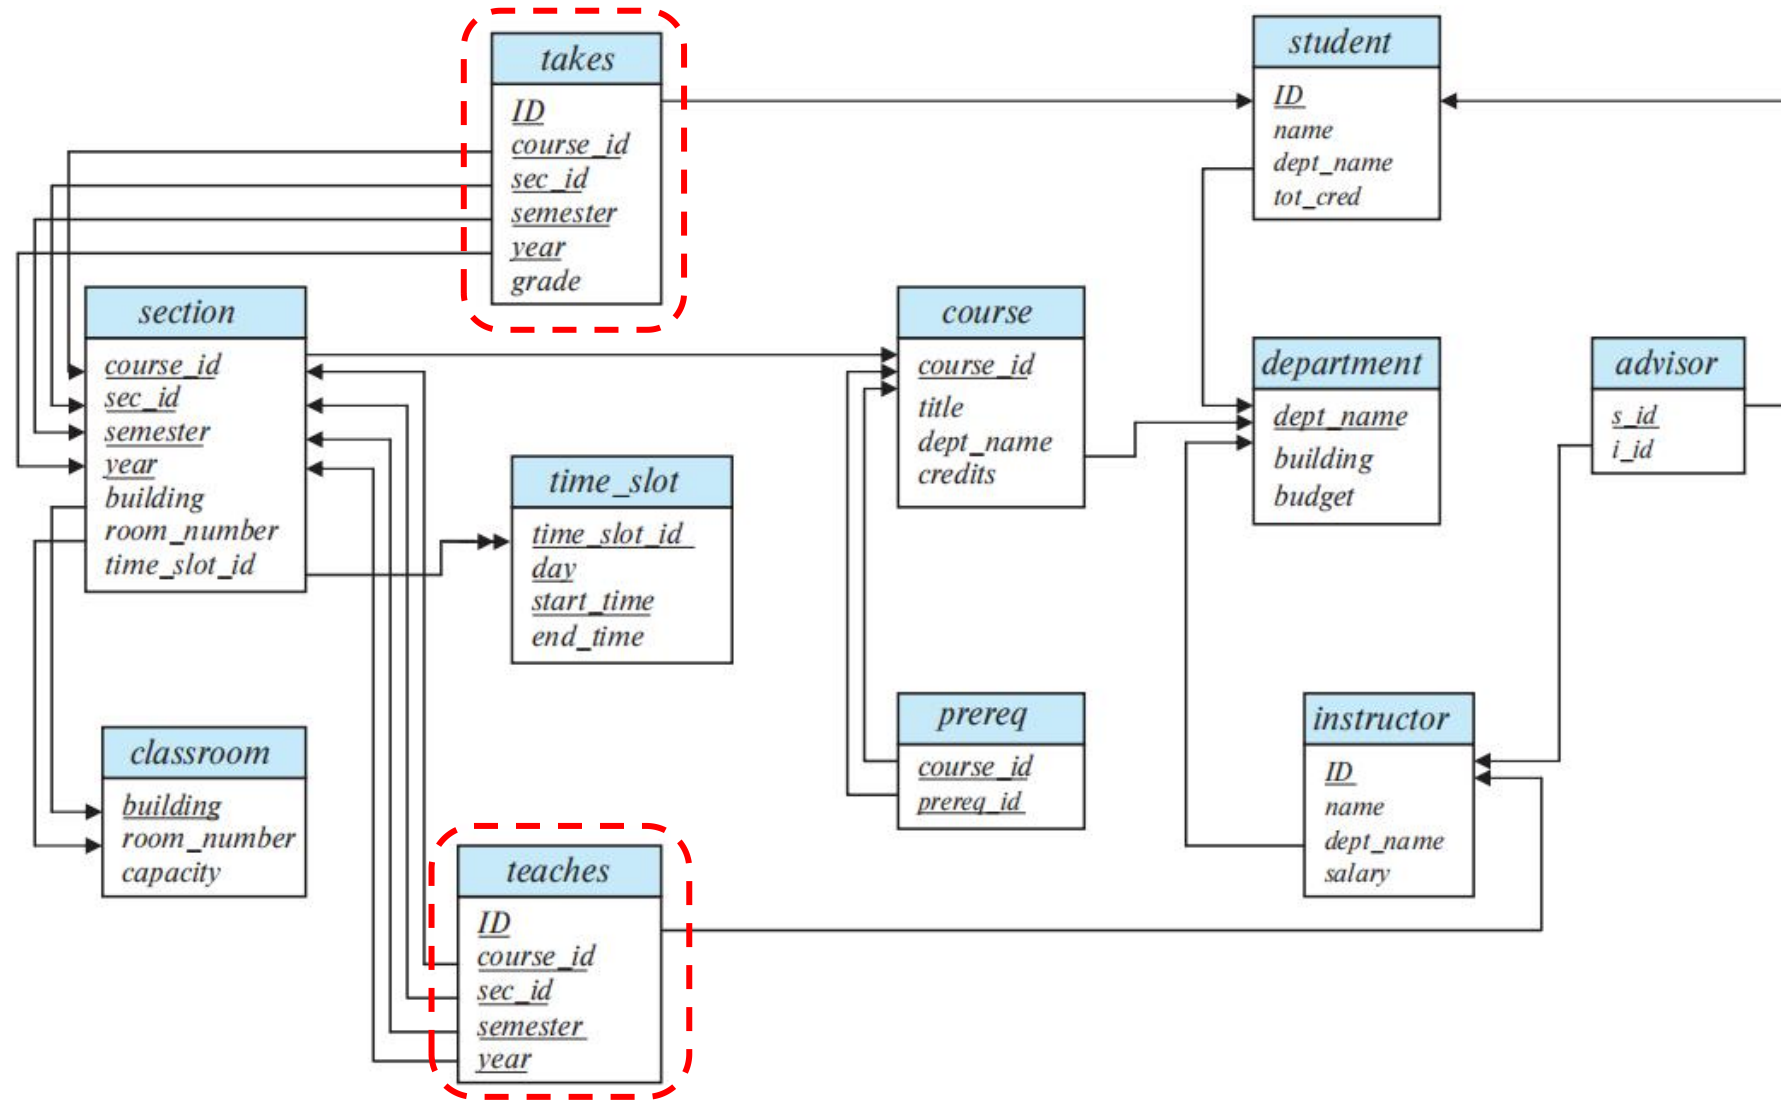 takes
ID
course_id
sec_id
semester
year
grade
student
ID
name
dept_name
tot_cred
section
course_id
sec_id
semester
year
building
room_number
time_slot_id
course
course_id
title
dept_name
credits
department
dept_name
building
budget
advisor
s_id
i_id
time_slot
time_slot_id
day
start_time
end_time
prereq
course_id
prereq_id
instructor
ID
name
dept_name
salary
classroom
building
room_number
capacity
teaches
ID
course_id
sec_id
semester
year